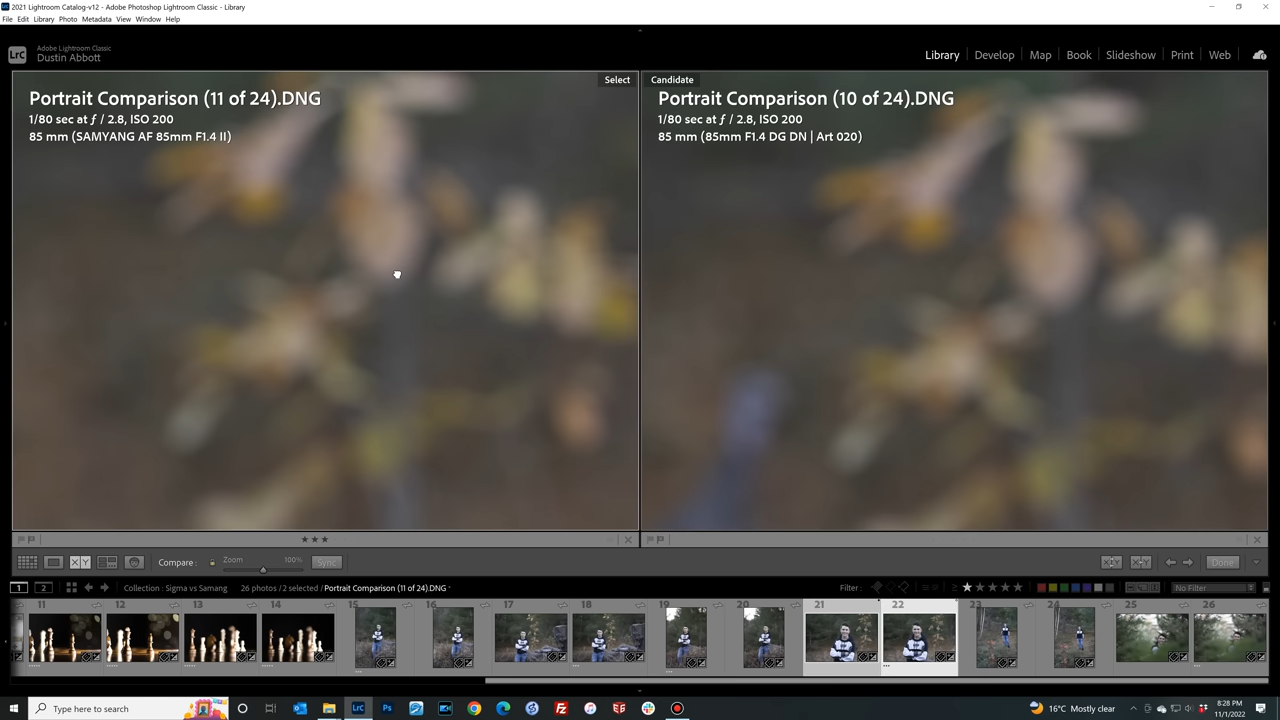 2021 Lightroom Catalog-v12 - Adobe Photoshop Lightroom Classic - Library
File Edit Library Photo Metadata View Window Help
LrC
Adobe Lightroom Classic
Dustin Abbott
Library Develop Map Book Slideshow Print Web
Select
Portrait Comparison (11 of 24).DNG
1/80 sec at ƒ / 2.8, ISO 200
85 mm (SAMYANG AF 85mm F1.4 II)
Candidate
Portrait Comparison (10 of 24).DNG
1/80 sec at ƒ / 2.8, ISO 200
85 mm (85mm F1.4 DG DN | Art 020)
XY
Compare :
Zoom
100%
Sync
Done
1 2
Collection : Sigma vs Samang
26 photos / 2 selected / Portrait Comparison (11 of 24).DNG
Filter :
No Filter
11 12 13 14 15 16 17 18 19 20 21 22 23 24 25 26
Type here to search
LrC
Ps
16°C Mostly clear
8:28 PM
11/1/2022